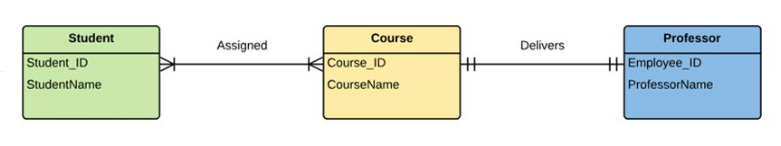 Student
Student_ID
StudentName
Assigned
Course
Course_ID
CourseName
Delivers
Professor
Employee_ID
ProfessorName